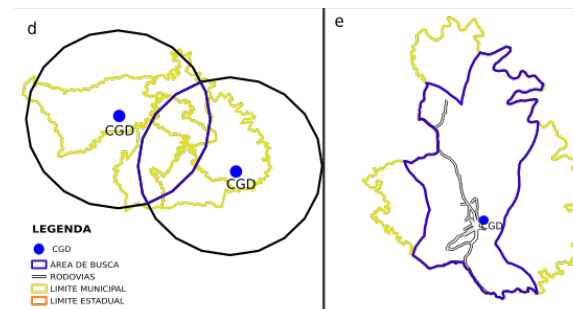 d
CGD
CGD
LEGENDA
CGD
ÁREA DE BUSCA
RODOVIAS
LIMITE MUNICIPAL
LIMITE ESTADUAL
e
CGD